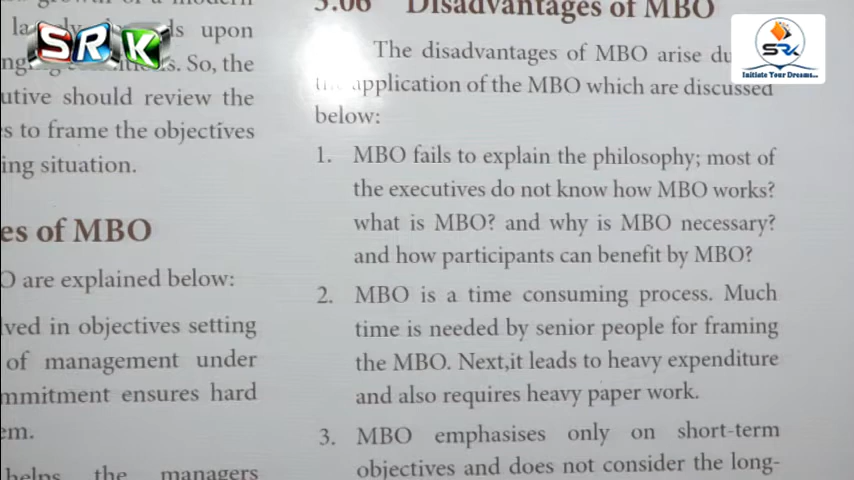 SRK
la
upon
s. So, the
utive should review the
s to frame the objectives
ing situation.
es of MBO
O are explained below:
lved in objectives setting
of management under
mmitment ensures hard
em.
helps the managers
3.06 Disadvantages of MBO
The disadvantages of MBO arise du
application of the MBO which are discussed
below:
1. MBO fails to explain the philosophy; most of
the executives do not know how MBO works?
what is MBO? and why is MBO necessary?
and how participants can benefit by MBO?
2. MBO is a time consuming process. Much
time is needed by senior people for framing
the MBO. Next,it leads to heavy expenditure
and also requires heavy paper work.
3. MBO emphasises only on short-term
objectives and does not consider the long-
SRK
Initiate Your Dreams...